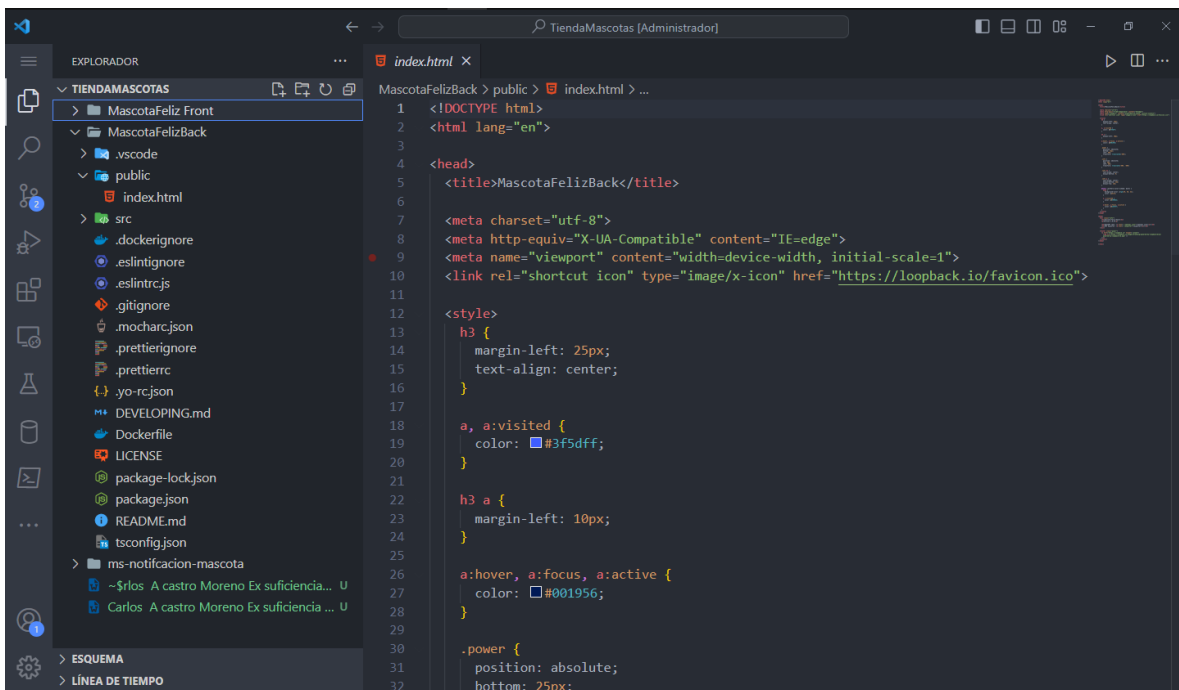 TiendaMascotas [Administrador]
EXPLORADOR
TIENDAMASCOTAS
MascotaFeliz Front
MascotaFelizBack
.vscode
public
index.html
src
.dockerignore
.eslintignore
.eslintrc.js
.gitignore
.mocharc.json
.prettierignore
.prettierrc
.yo-rc.json
DEVELOPING.md
Dockerfile
LICENSE
package-lock.json
package.json
README.md
tsconfig.json
ms-notifcacion-mascota
~$rlos A castro Moreno Ex suficiencia... U
Carlos A castro Moreno Ex suficiencia ... U
ESQUEMA
LÍNEA DE TIEMPO
2
1
index.html
MascotaFelizBack > public > index.html > ...
1 <!DOCTYPE html>
2 <html lang="en">
3
4 <head>
5 <title>MascotaFelizBack</title>
6
7 <meta charset="utf-8">
8 <meta http-equiv="X-UA-Compatible" content="IE=edge">
9 <meta name="viewport" content="width=device-width, initial-scale=1">
10 <link rel="shortcut icon" type="image/x-icon" href="https://loopback.io/favicon.ico">
11
12 <style>
13 h3 {
14 margin-left: 25px;
15 text-align: center;
16 }
17
18 a, a:visited {
19 color: #3f5dff;
20 }
21
22 h3 a {
23 margin-left: 10px;
24 }
25
26 a:hover, a:focus, a:active {
27 color: #001956;
28 }
29
30 .power {
31 position: absolute;
32 bottom: 25px;